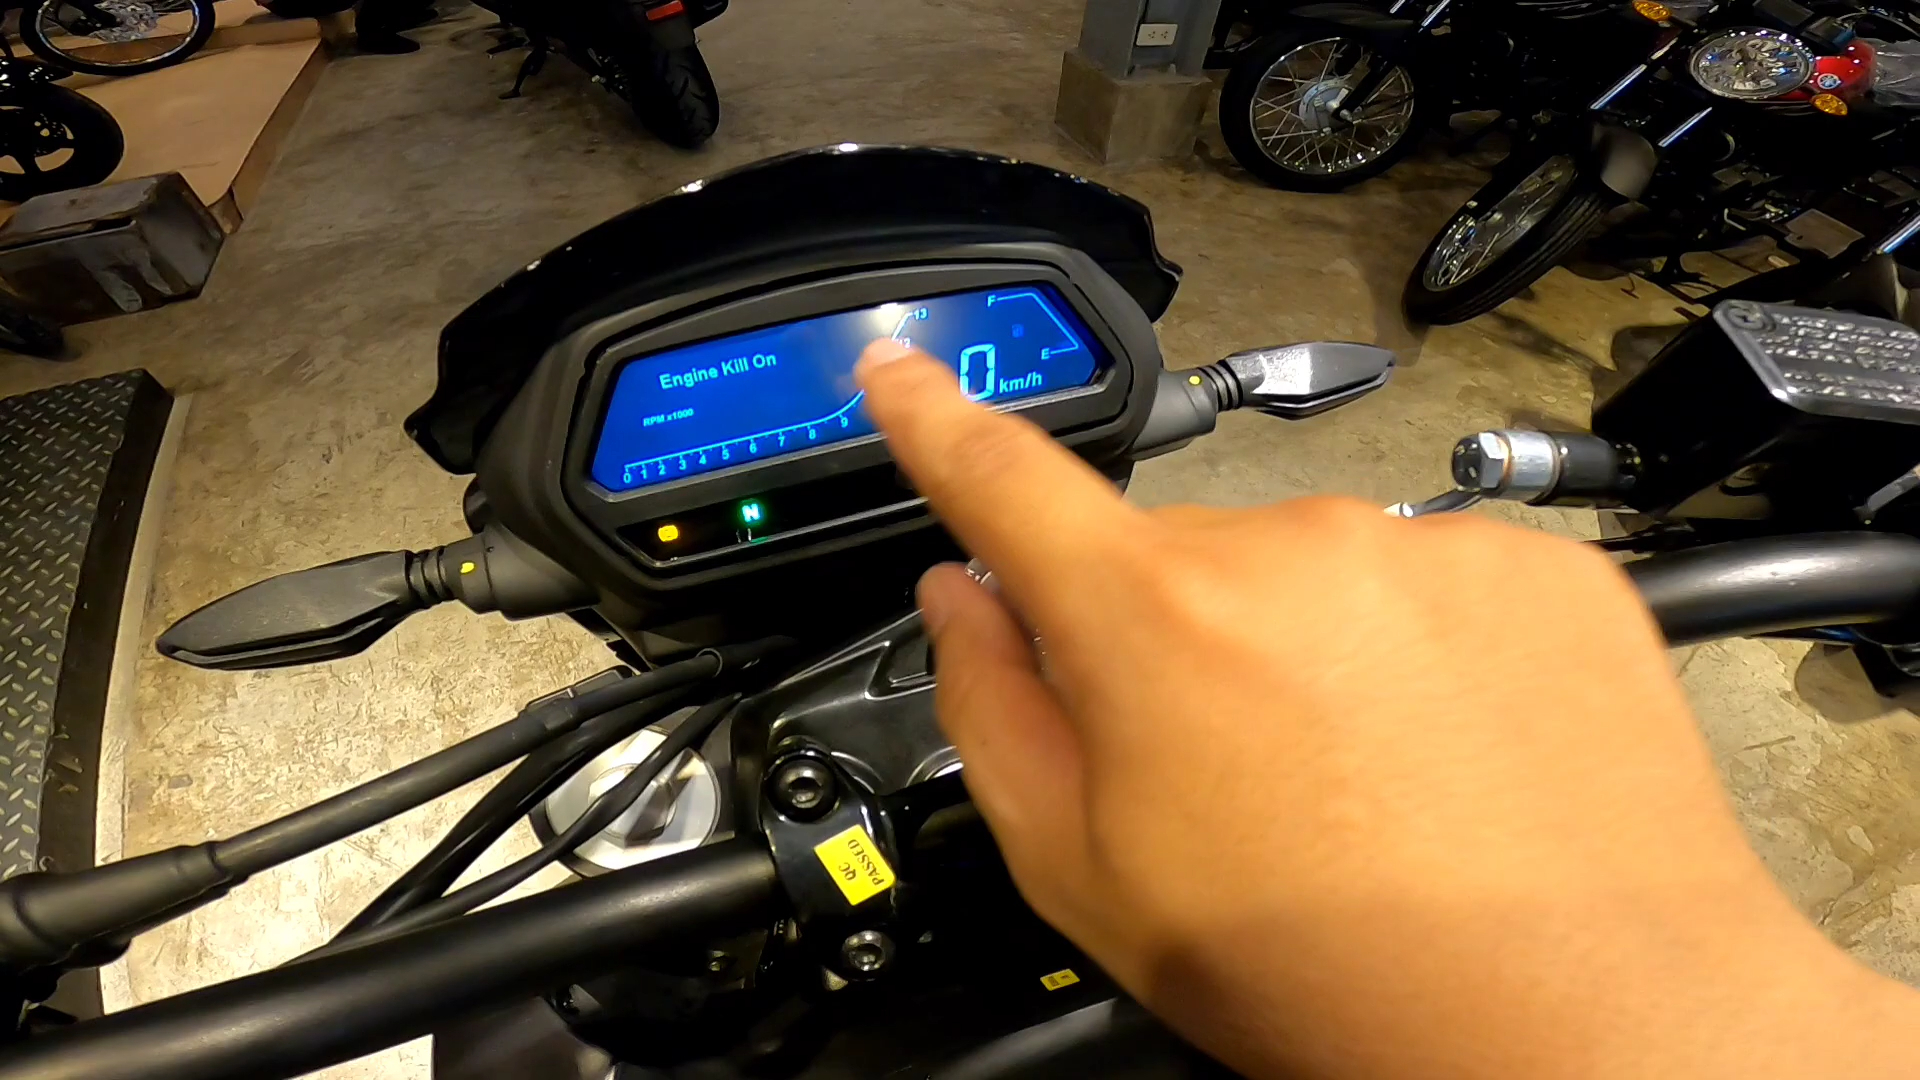 Engine Kill On
RPM x1000
0 1 2 3 4 5 6 7 8 9
12
13
F
E
0 km/h
N
QC
PASSED